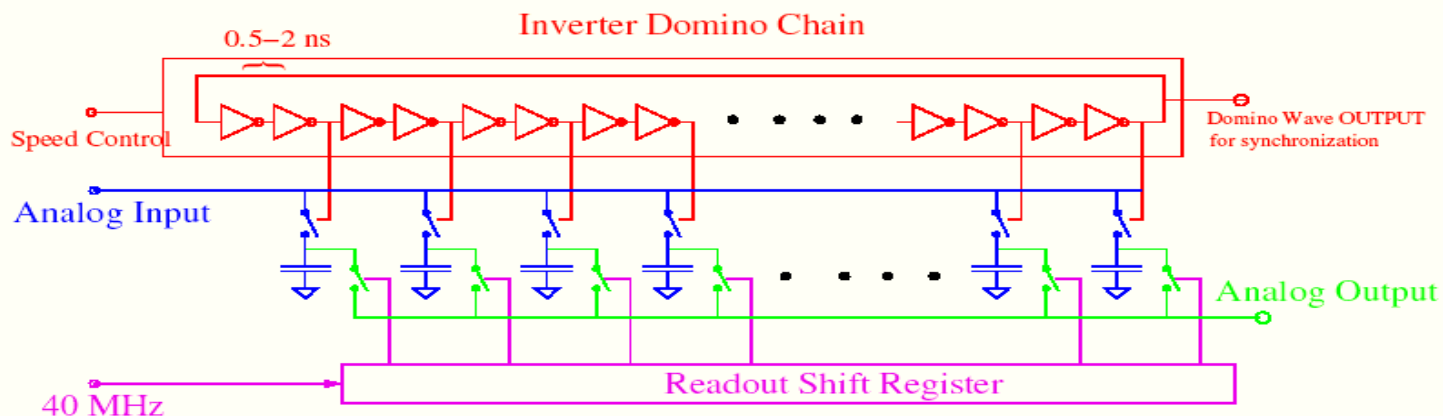 Inverter Domino Chain
0.5–2 ns
Speed Control
Domino Wave OUTPUT
for synchronization
Analog Input
Analog Output
Readout Shift Register
40 MHz